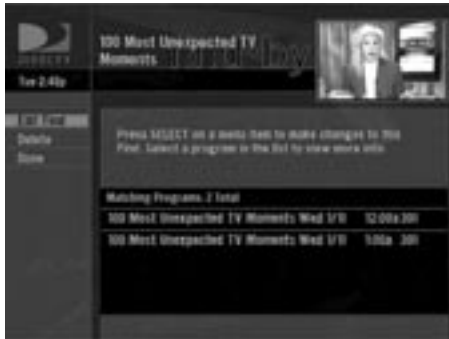 DIRECTV
100 Most Unexpected TV
Moments
Tue 2:40p
Edit Find
Delete
Done
Press SELECT on a menu item to make changes to this
Find. Select a program in the list to view more info.
Matching Programs: 2 Total
100 Most Unexpected TV Moments Wed 1/11 12:00a 301
100 Most Unexpected TV Moments Wed 1/11 1:00a 301